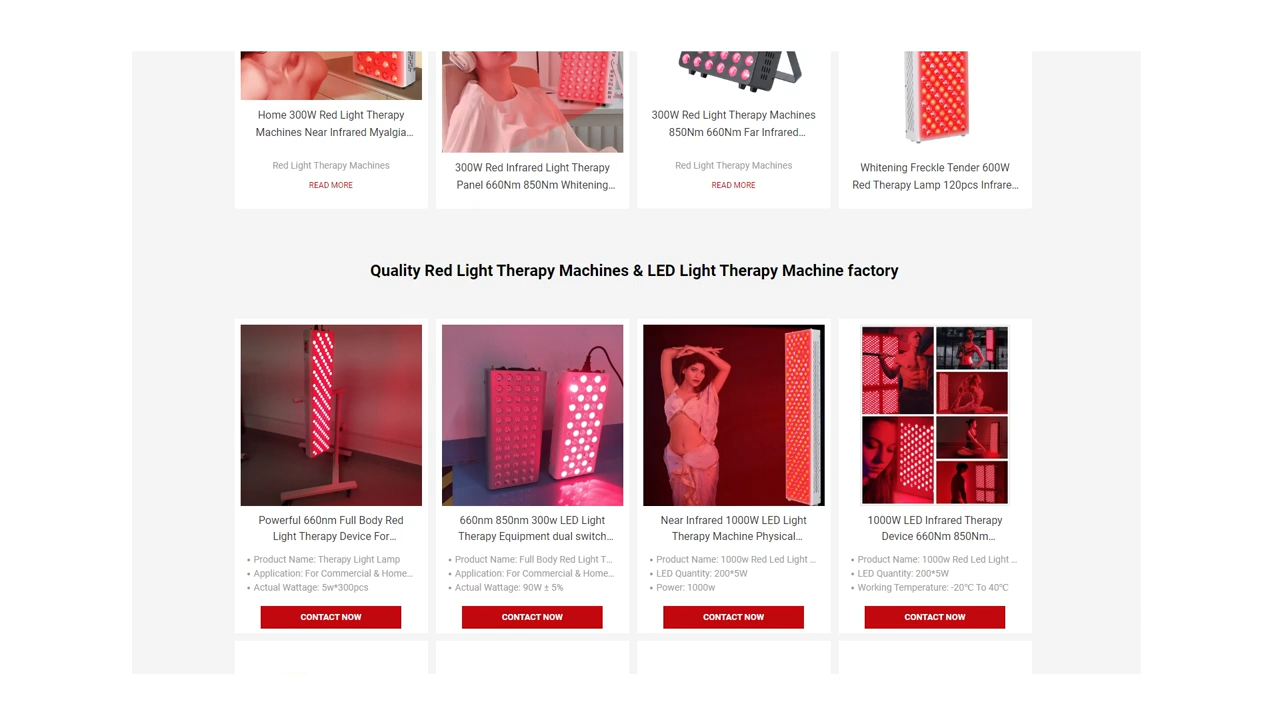 Home 300W Red Light Therapy
Machines Near Infrared Myalgia...
Red Light Therapy Machines
READ MORE
300W Red Infrared Light Therapy
Panel 660Nm 850Nm Whitening...
300W Red Light Therapy Machines
850Nm 660Nm Far Infrared...
Red Light Therapy Machines
READ MORE
Whitening Freckle Tender 600W
Red Therapy Lamp 120pcs Infrare...
Quality Red Light Therapy Machines & LED Light Therapy Machine factory
Powerful 660nm Full Body Red
Light Therapy Device For...
• Product Name: Therapy Light Lamp
• Application: For Commercial & Home...
• Actual Wattage: 5w*300pcs
CONTACT NOW
660nm 850nm 300w LED Light
Therapy Equipment dual switch...
• Product Name: Full Body Red Light T...
• Application: For Commercial & Home...
• Actual Wattage: 90W ± 5%
CONTACT NOW
Near Infrared 1000W LED Light
Therapy Machine Physical...
• Product Name: 1000w Red Led Light ...
• LED Quantity: 200*5W
• Power: 1000w
CONTACT NOW
1000W LED Infrared Therapy
Device 660Nm 850Nm...
• Product Name: 1000w Red Led Light ...
• LED Quantity: 200*5W
• Working Temperature: -20℃ To 40℃
CONTACT NOW